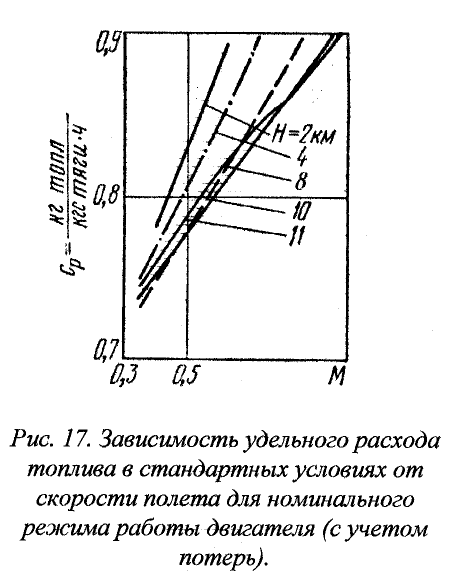 0,9
H=2км
4
8
0,8
10
11
Cр= кг топл
кгс тяги·ч
0,7
0,3
0,5
M
Рис. 17. Зависимость удельного расхода
топлива в стандартных условиях от
скорости полета для номинального
режима работы двигателя (с учетом
потерь).